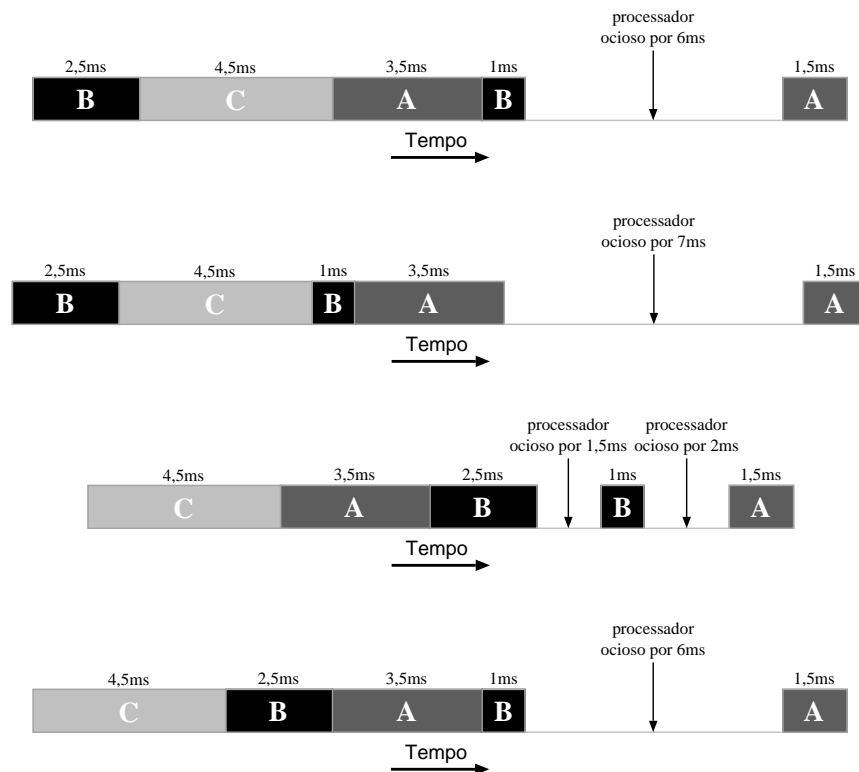 processador
ocioso por 6ms
2,5ms 4,5ms 3,5ms 1ms 1,5ms
B C A B A
Tempo
processador
ocioso por 7ms
2,5ms 4,5ms 1ms 3,5ms 1,5ms
B C B A A
Tempo
processador processador
ocioso por 1,5ms ocioso por 2ms
4,5ms 3,5ms 2,5ms 1ms 1,5ms
C A B B A
Tempo
processador
ocioso por 6ms
4,5ms 2,5ms 3,5ms 1ms 1,5ms
C B A B A
Tempo